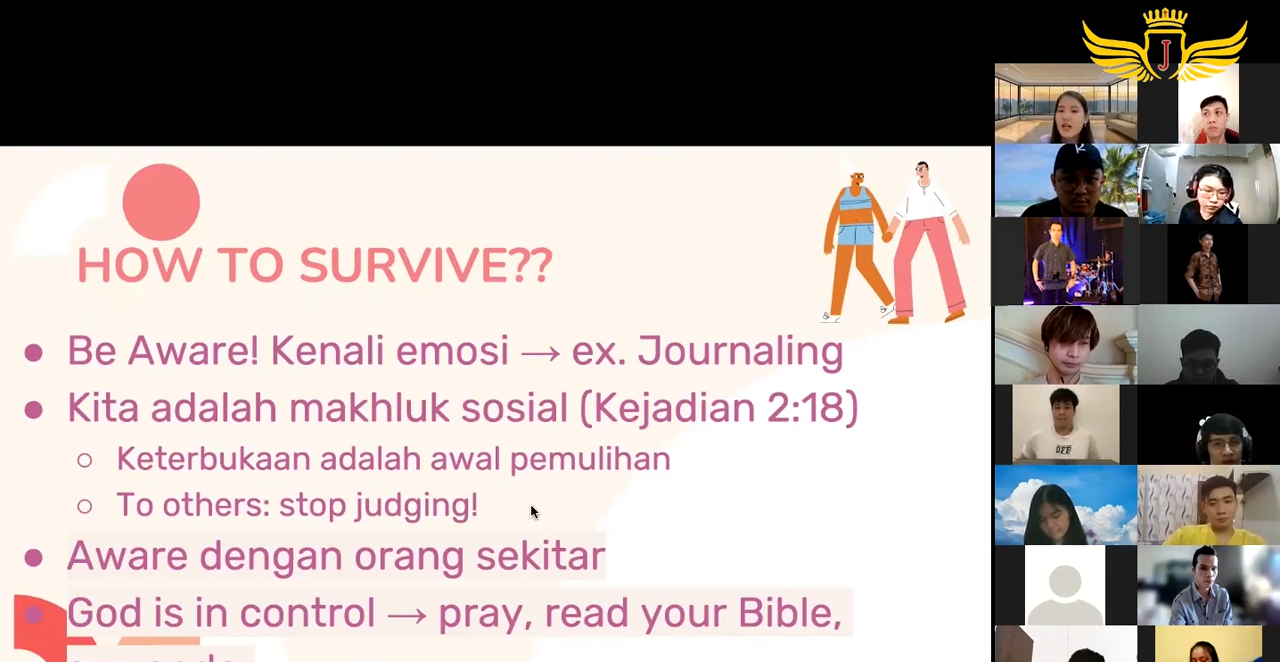 J
HOW TO SURVIVE??
Be Aware! Kenali emosi → ex. Journaling
Kita adalah makhluk sosial (Kejadian 2:18)
Keterbukaan adalah awal pemulihan
To others: stop judging!
Aware dengan orang sekitar
God is in control → pray, read your Bible,
OFF